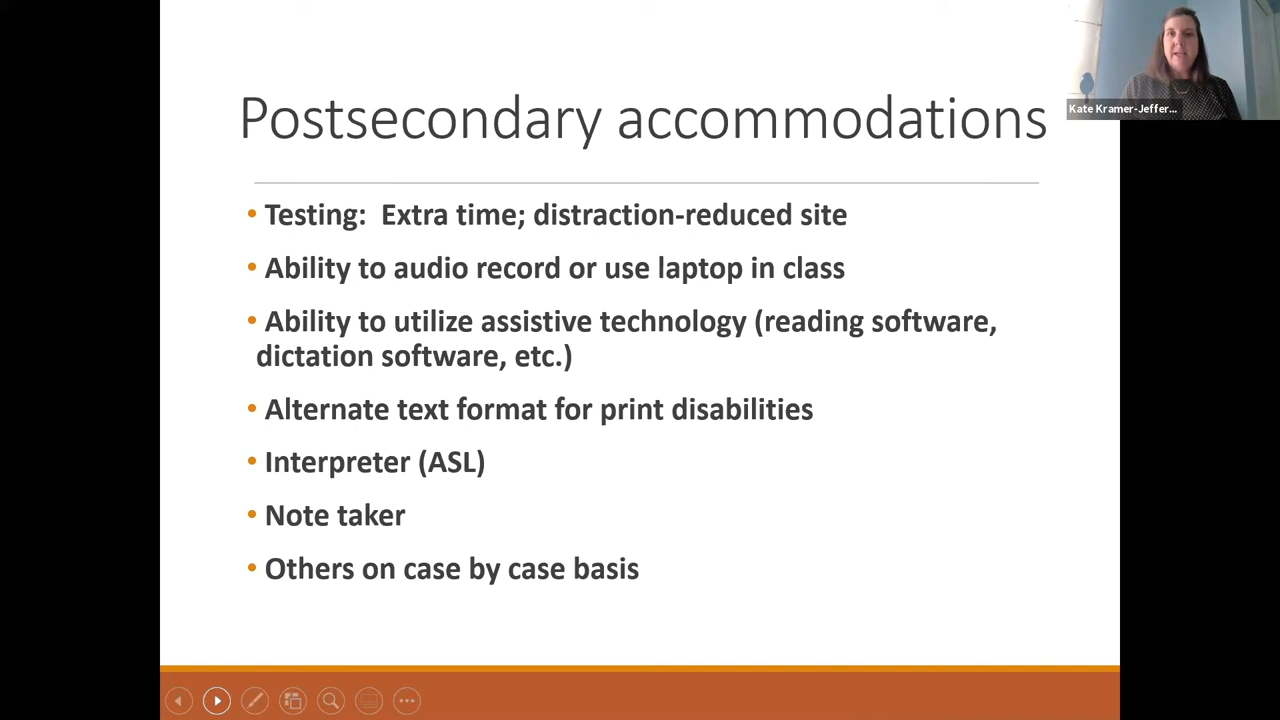 Kate Kramer-Jeffer...
Postsecondary accommodations
• Testing:  Extra time; distraction-reduced site
• Ability to audio record or use laptop in class
• Ability to utilize assistive technology (reading software,
dictation software, etc.)
• Alternate text format for print disabilities
• Interpreter (ASL)
• Note taker
• Others on case by case basis